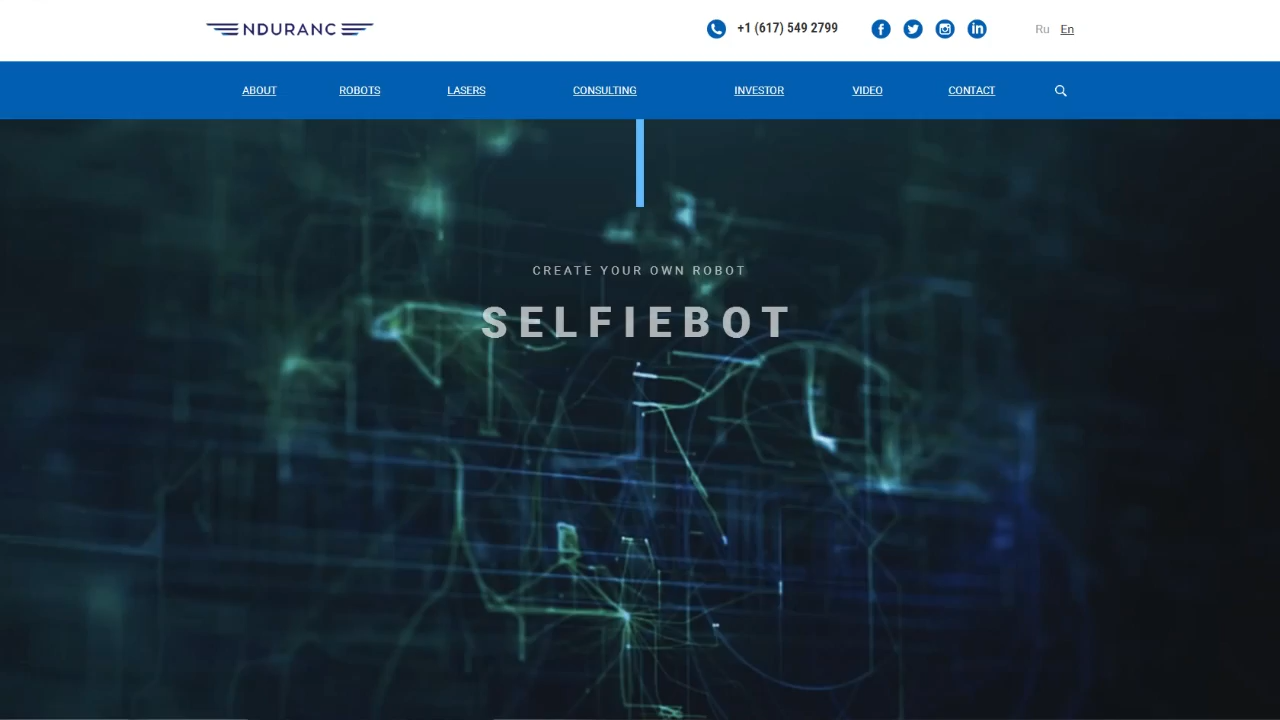 NDURANC
+1 (617) 549 2799
Ru En
ABOUT ROBOTS LASERS CONSULTING INVESTOR VIDEO CONTACT
CREATE YOUR OWN ROBOT
SELFIEBOT